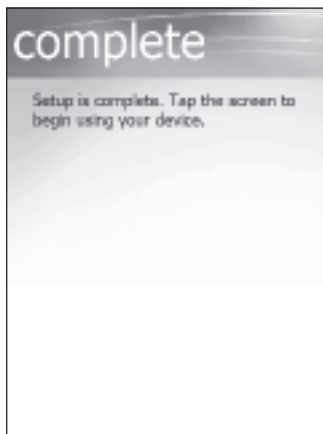 complete
Setup is complete. Tap the screen to
begin using your device.